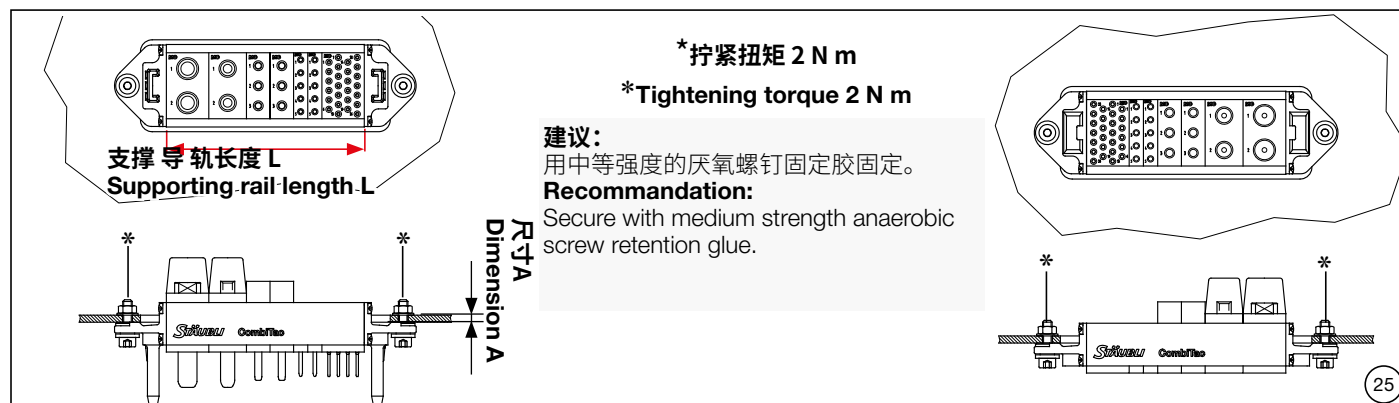 支撑 导 轨长度 L
Supporting rail length L
*拧紧扭矩 2 N m
*Tightening torque 2 N m
建议：
用中等强度的厌氧螺钉固定胶固定。
Recommandation:
Secure with medium strength anaerobic
screw retention glue.
*
*
尺寸A
Dimension A
STÄUBLI CombiTac
*
*
STÄUBLI CombiTac
25